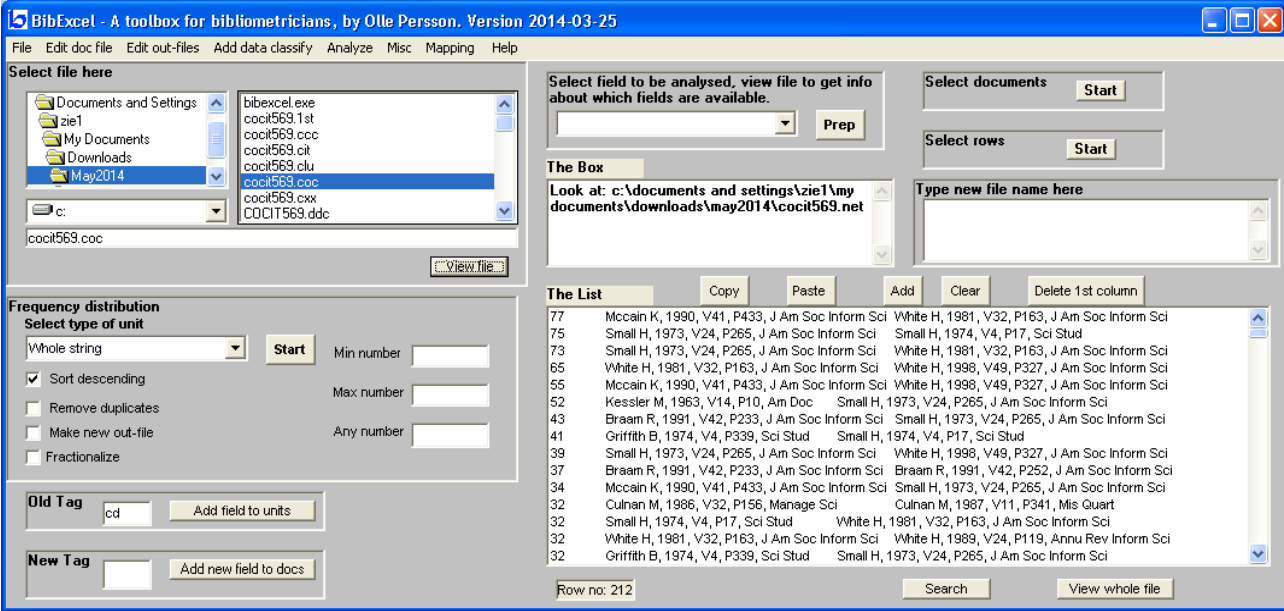 BibExcel - A toolbox for bibliometricians, by Olle Persson. Version 2014-03-25
File Edit doc file Edit out-files Add data classify Analyze Misc Mapping Help
Select file here
Documents and Settings
zie1
My Documents
Downloads
May2014
c:
bibexcel.exe
cocit569.1st
cocit569.ccc
cocit569.cit
cocit569.clu
cocit569.coc
cocit569.cxx
COCIT569.ddc
cocit569.coc
View file
Frequency distribution
Select type of unit
Whole string
Start
Sort descending
Remove duplicates
Make new out-file
Fractionalize
Min number
Max number
Any number
Old Tag
cd
Add field to units
New Tag
Add new field to docs
Select field to be analysed, view file to get info
about which fields are available.
Prep
Select documents
Start
Select rows
Start
The Box
Look at: c:\documents and settings\zie1\my
documents\downloads\may2014\cocit569.net
Type new file name here
The List
Copy
Paste
Add
Clear
Delete 1st column
77 Mccain K, 1990, V41, P433, J Am Soc Inform Sci White H, 1981, V32, P163, J Am Soc Inform Sci
75 Small H, 1973, V24, P265, J Am Soc Inform Sci Small H, 1974, V4, P17, Sci Stud
73 Small H, 1973, V24, P265, J Am Soc Inform Sci White H, 1981, V32, P163, J Am Soc Inform Sci
65 White H, 1981, V32, P163, J Am Soc Inform Sci White H, 1998, V49, P327, J Am Soc Inform Sci
55 Mccain K, 1990, V41, P433, J Am Soc Inform Sci White H, 1998, V49, P327, J Am Soc Inform Sci
52 Kessler M, 1963, V14, P10, Am Doc Small H, 1973, V24, P265, J Am Soc Inform Sci
43 Braam R, 1991, V42, P233, J Am Soc Inform Sci Small H, 1973, V24, P265, J Am Soc Inform Sci
41 Griffith B, 1974, V4, P339, Sci Stud Small H, 1974, V4, P17, Sci Stud
39 Small H, 1973, V24, P265, J Am Soc Inform Sci White H, 1998, V49, P327, J Am Soc Inform Sci
37 Braam R, 1991, V42, P233, J Am Soc Inform Sci Braam R, 1991, V42, P252, J Am Soc Inform Sci
34 Mccain K, 1990, V41, P433, J Am Soc Inform Sci Small H, 1973, V24, P265, J Am Soc Inform Sci
32 Culnan M, 1986, V32, P156, Manage Sci Culnan M, 1987, V11, P341, Mis Quart
32 Small H, 1974, V4, P17, Sci Stud White H, 1981, V32, P163, J Am Soc Inform Sci
32 White H, 1981, V32, P163, J Am Soc Inform Sci White H, 1989, V24, P119, Annu Rev Inform Sci
32 Griffith B, 1974, V4, P339, Sci Stud Small H, 1973, V24, P265, J Am Soc Inform Sci
Row no: 212
Search
View whole file